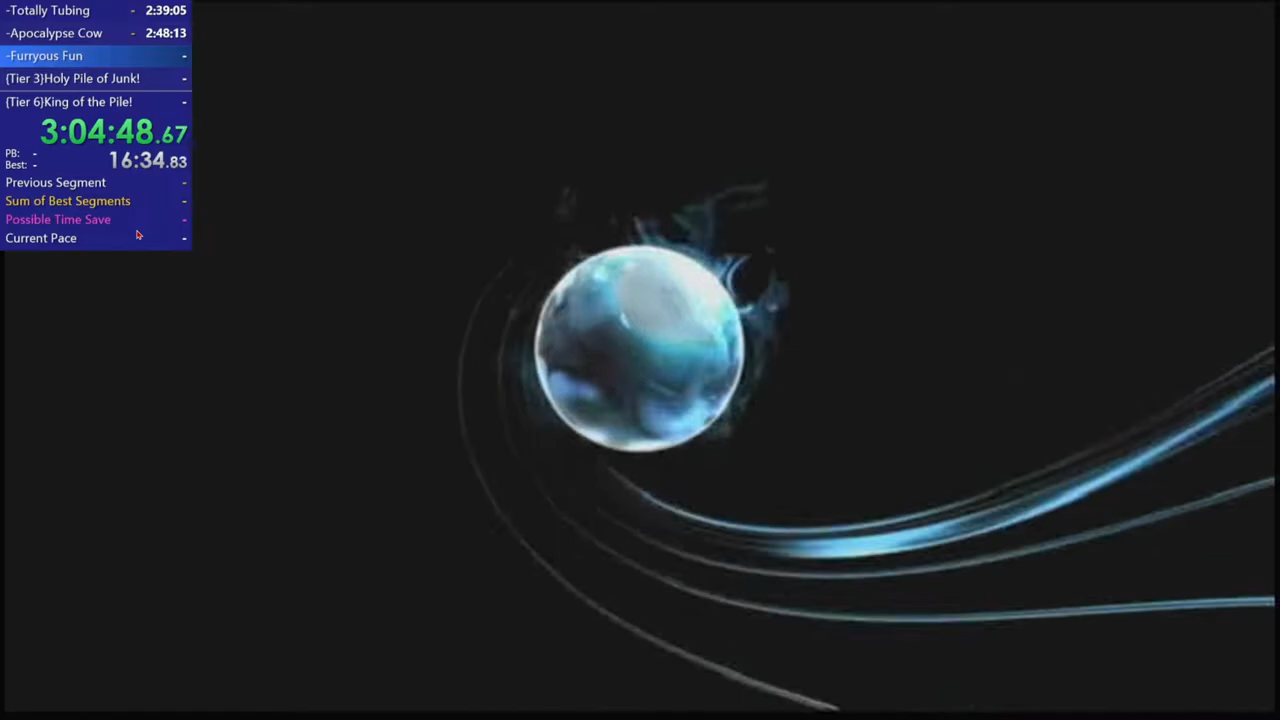 -Totally Tubing - 2:39:05
-Apocalypse Cow - 2:48:13
-Furryous Fun -
{Tier 3}Holy Pile of Junk! -
{Tier 6}King of the Pile! -
3:04:48.67
PB: - 16:34.83
Best: -
Previous Segment -
Sum of Best Segments -
Possible Time Save -
Current Pace -